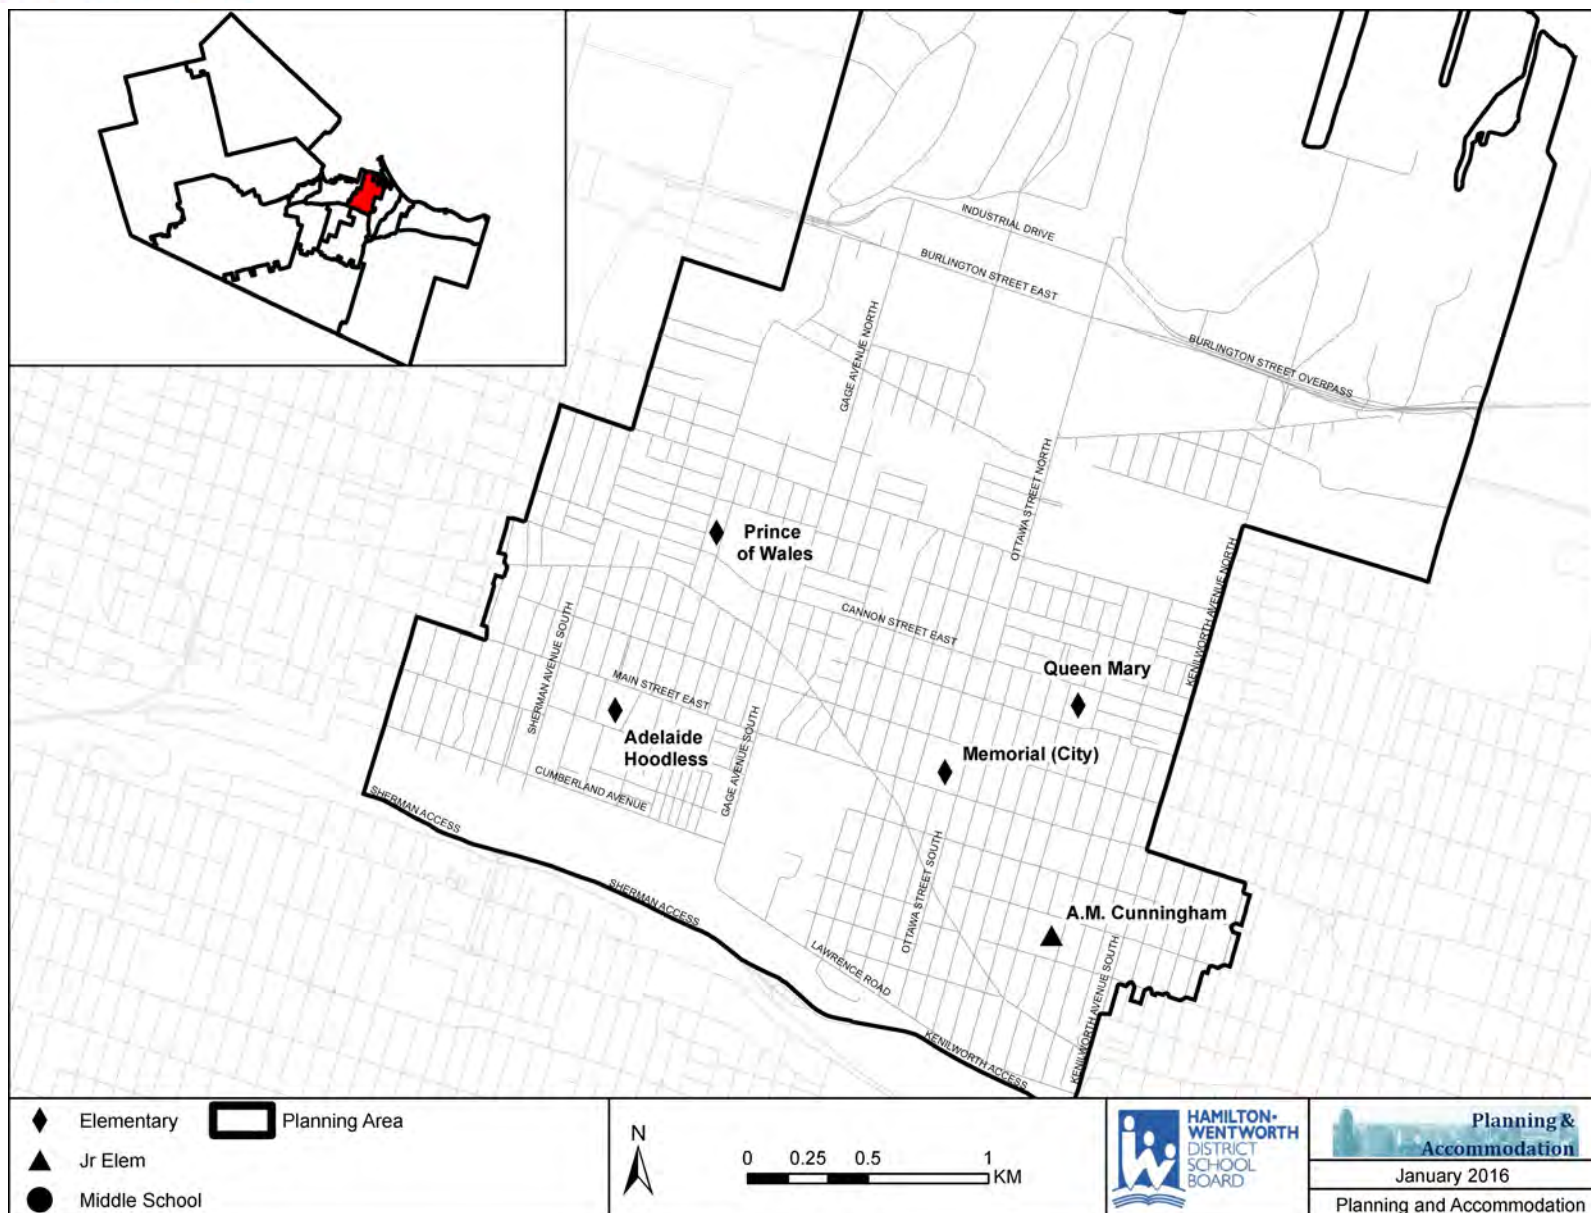 INDUSTRIAL DRIVE
BURLINGTON STREET EAST
BURLINGTON STREET OVERPASS
GAGE AVENUE NORTH
OTTAWA STREET NORTH
KENILWORTH AVENUE NORTH
Prince
of Wales
CANNON STREET EAST
SHERMAN AVENUE SOUTH
MAIN STREET EAST
Queen Mary
Adelaide
Hoodless
GAGE AVENUE SOUTH
Memorial (City)
CUMBERLAND AVENUE
SHERMAN ACCESS
SHERMAN ACCESS
OTTAWA STREET SOUTH
A.M. Cunningham
LAWRENCE ROAD
KENILWORTH AVENUE SOUTH
KENILWORTH ACCESS
Elementary
Planning Area
Jr Elem
Middle School
N
0 0.25 0.5 1
KM
HAMILTON-
WENTWORTH
DISTRICT
SCHOOL
BOARD
Planning &
Accommodation
January 2016
Planning and Accommodation